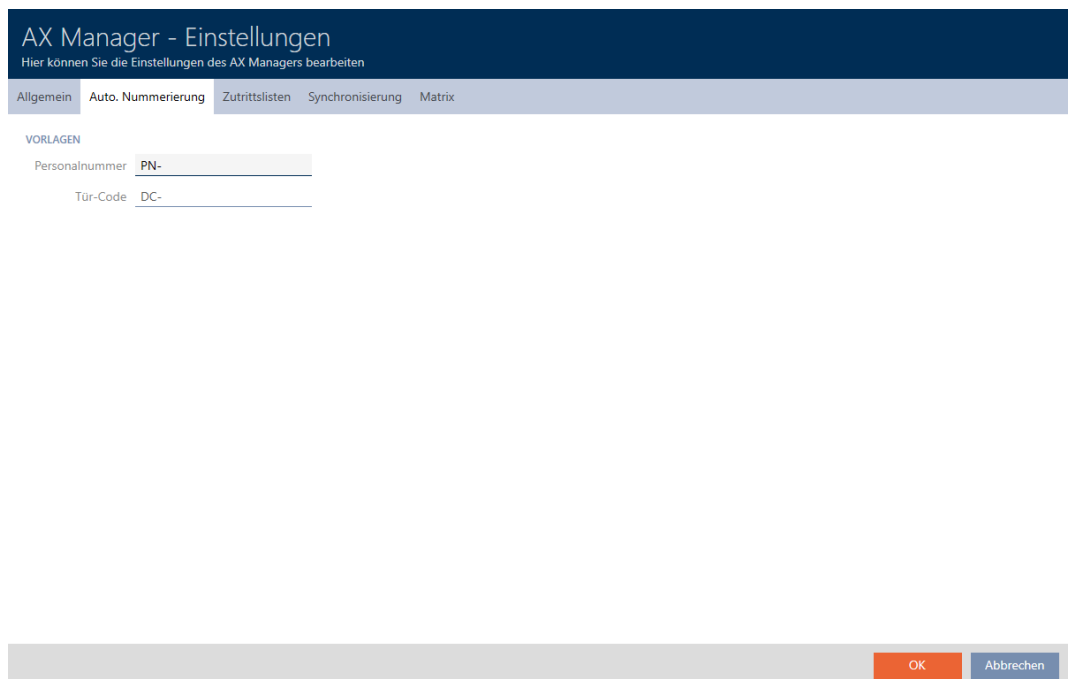 AX Manager - Einstellungen
Hier können Sie die Einstellungen des AX Managers bearbeiten
Allgemein Auto. Nummerierung Zutrittslisten Synchronisierung Matrix
VORLAGEN
Personalnummer PN-
Tür-Code DC-
OK Abbrechen